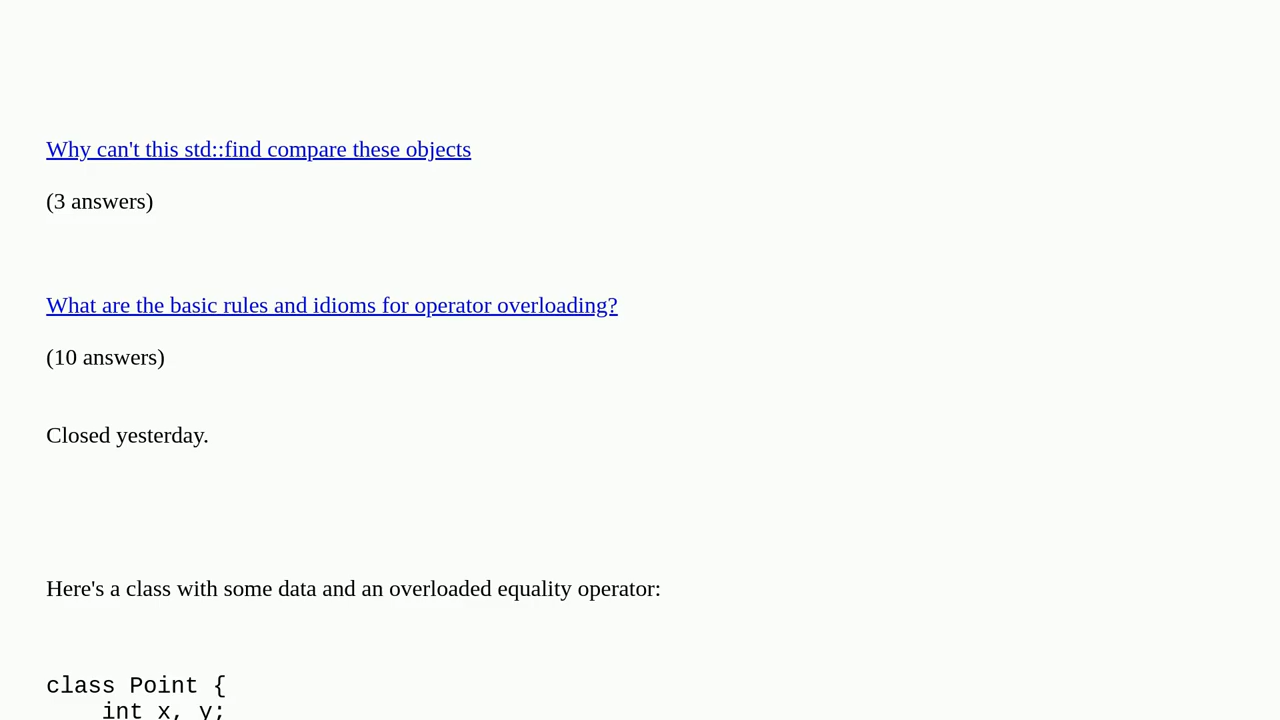 Why can't this std::find compare these objects
(3 answers)
What are the basic rules and idioms for operator overloading?
(10 answers)
Closed yesterday.
Here's a class with some data and an overloaded equality operator:
class Point {
    int x, y;